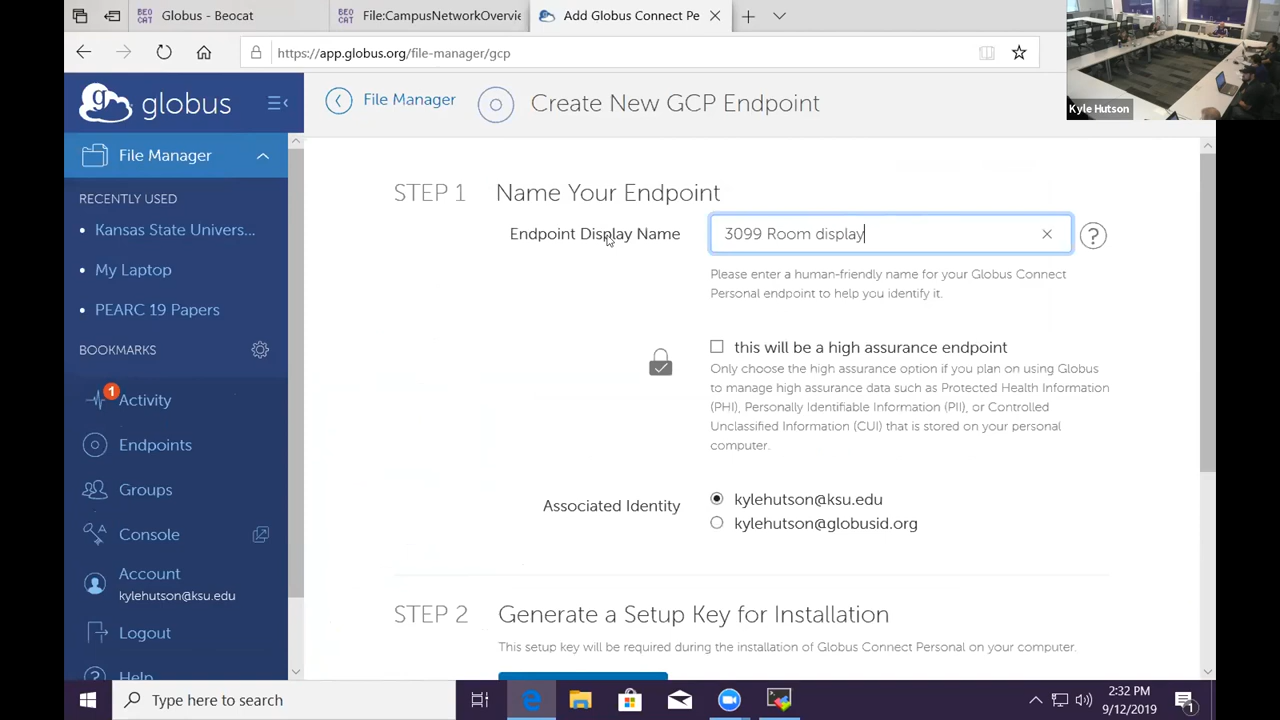 Globus - Beocat
File:CampusNetworkOvervie
Add Globus Connect Pe
https://app.globus.org/file-manager/gcp
Kyle Hutson
globus
File Manager
Create New GCP Endpoint
File Manager
RECENTLY USED
Kansas State Univers...
My Laptop
PEARC 19 Papers
BOOKMARKS
1
Activity
Endpoints
Groups
Console
Account
kylehutson@ksu.edu
Logout
Help
STEP 1 Name Your Endpoint
Endpoint Display Name
3099 Room display
?
Please enter a human-friendly name for your Globus Connect
Personal endpoint to help you identify it.
this will be a high assurance endpoint
Only choose the high assurance option if you plan on using Globus
to manage high assurance data such as Protected Health Information
(PHI), Personally Identifiable Information (PII), or Controlled
Unclassified Information (CUI) that is stored on your personal
computer.
Associated Identity
kylehutson@ksu.edu
kylehutson@globusid.org
STEP 2 Generate a Setup Key for Installation
This setup key will be required during the installation of Globus Connect Personal on your computer.
Type here to search
2:32 PM
9/12/2019
1